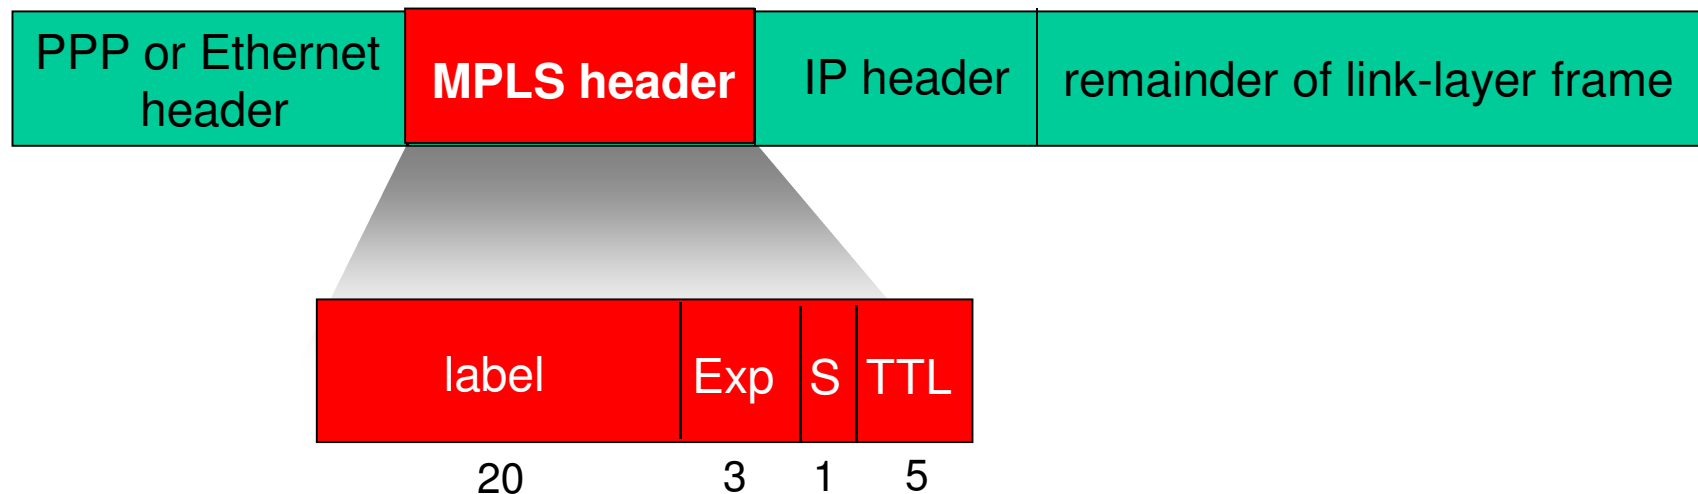 PPP or Ethernet
header
MPLS header
IP header
remainder of link-layer frame
label
Exp
S
TTL
20
3
1
5